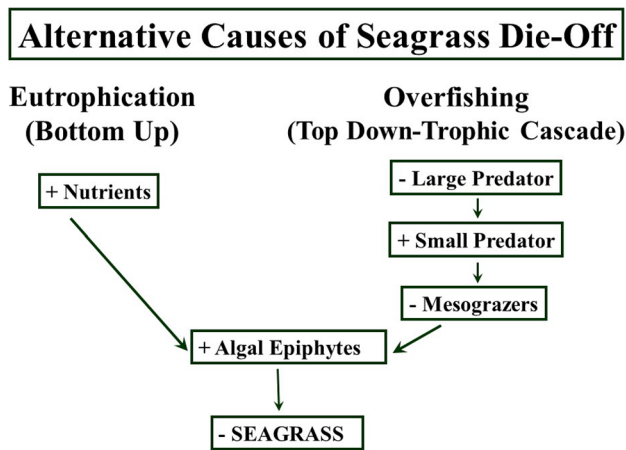 Alternative Causes of Seagrass Die-Off
Eutrophication
(Bottom Up)
Overfishing
(Top Down-Trophic Cascade)
+ Nutrients
- Large Predator
+ Small Predator
- Mesograzers
+ Algal Epiphytes
- SEAGRASS